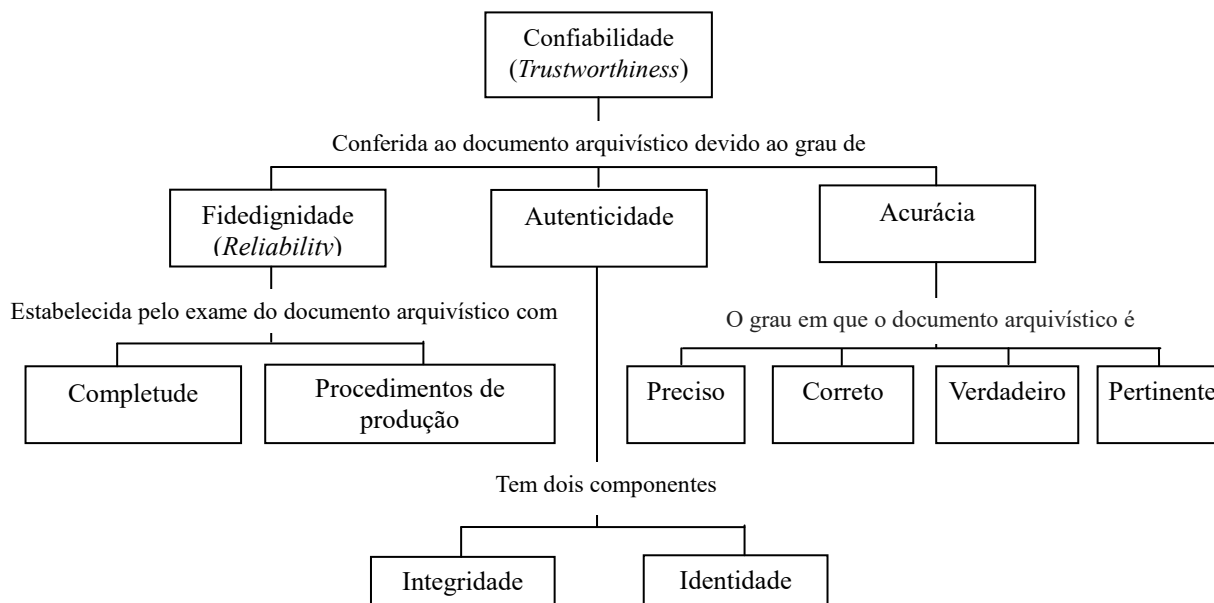 Confiabilidade
(Trustworthiness)
Conferida ao documento arquivístico devido ao grau de
Fidedignidade
(Reliability)
Autenticidade
Acurácia
Estabelecida pelo exame do documento arquivístico com
O grau em que o documento arquivístico é
Completude
Procedimentos de
produção
Preciso
Correto
Verdadeiro
Pertinente
Tem dois componentes
Integridade
Identidade